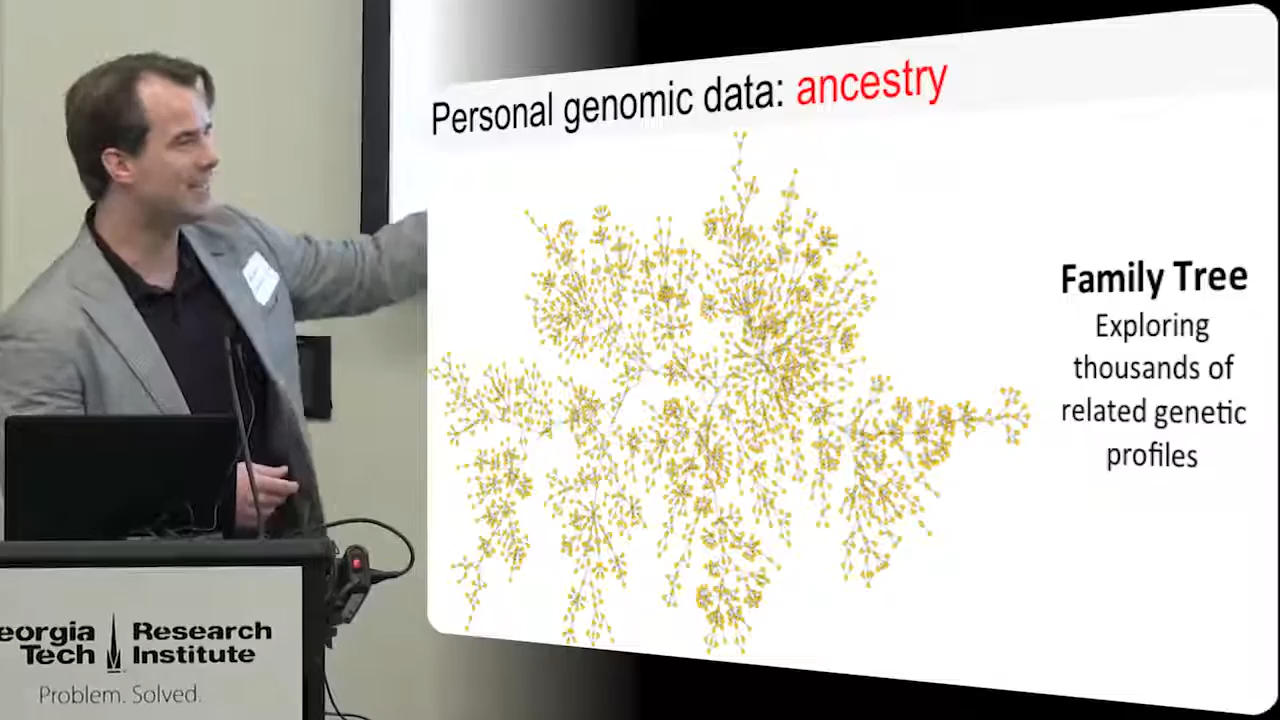 Personal genomic data: ancestry
Family Tree
Exploring
thousands of
related genetic
profiles
eorgia Tech
Research Institute
Problem. Solved.